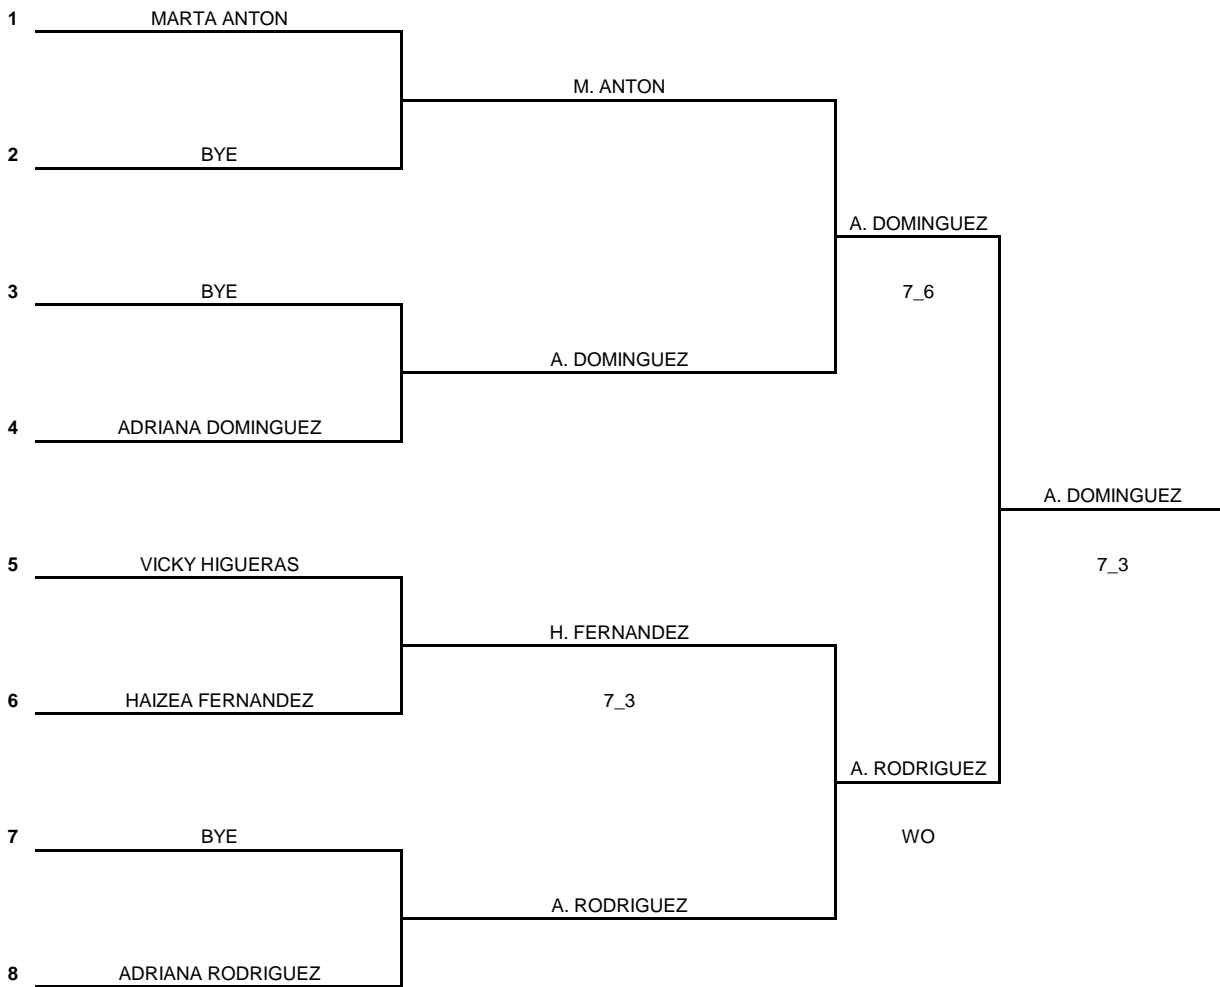 1 MARTA ANTON
M. ANTON
2 BYE
A. DOMINGUEZ
3 BYE 7_6
A. DOMINGUEZ
4 ADRIANA DOMINGUEZ
A. DOMINGUEZ
5 VICKY HIGUERAS 7_3
H. FERNANDEZ
6 HAIZEA FERNANDEZ 7_3
A. RODRIGUEZ
7 BYE WO
A. RODRIGUEZ
8 ADRIANA RODRIGUEZ